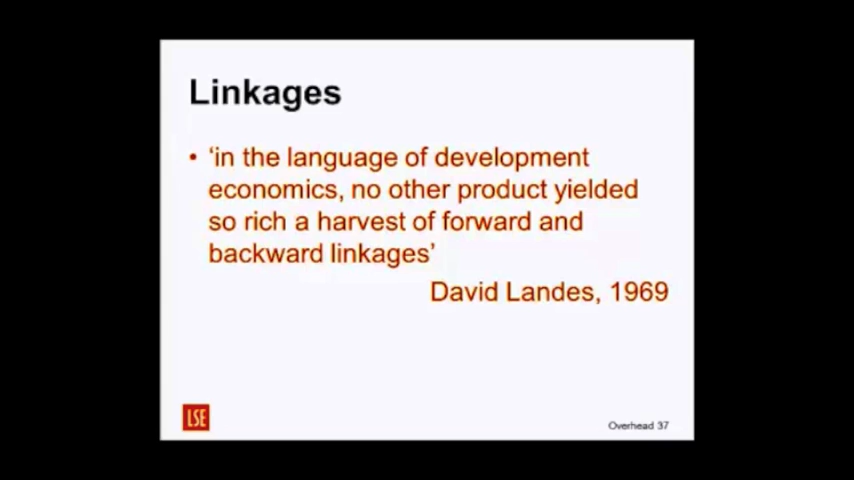 Linkages
• ‘in the language of development
economics, no other product yielded
so rich a harvest of forward and
backward linkages’
David Landes, 1969
LSE
Overhead 37